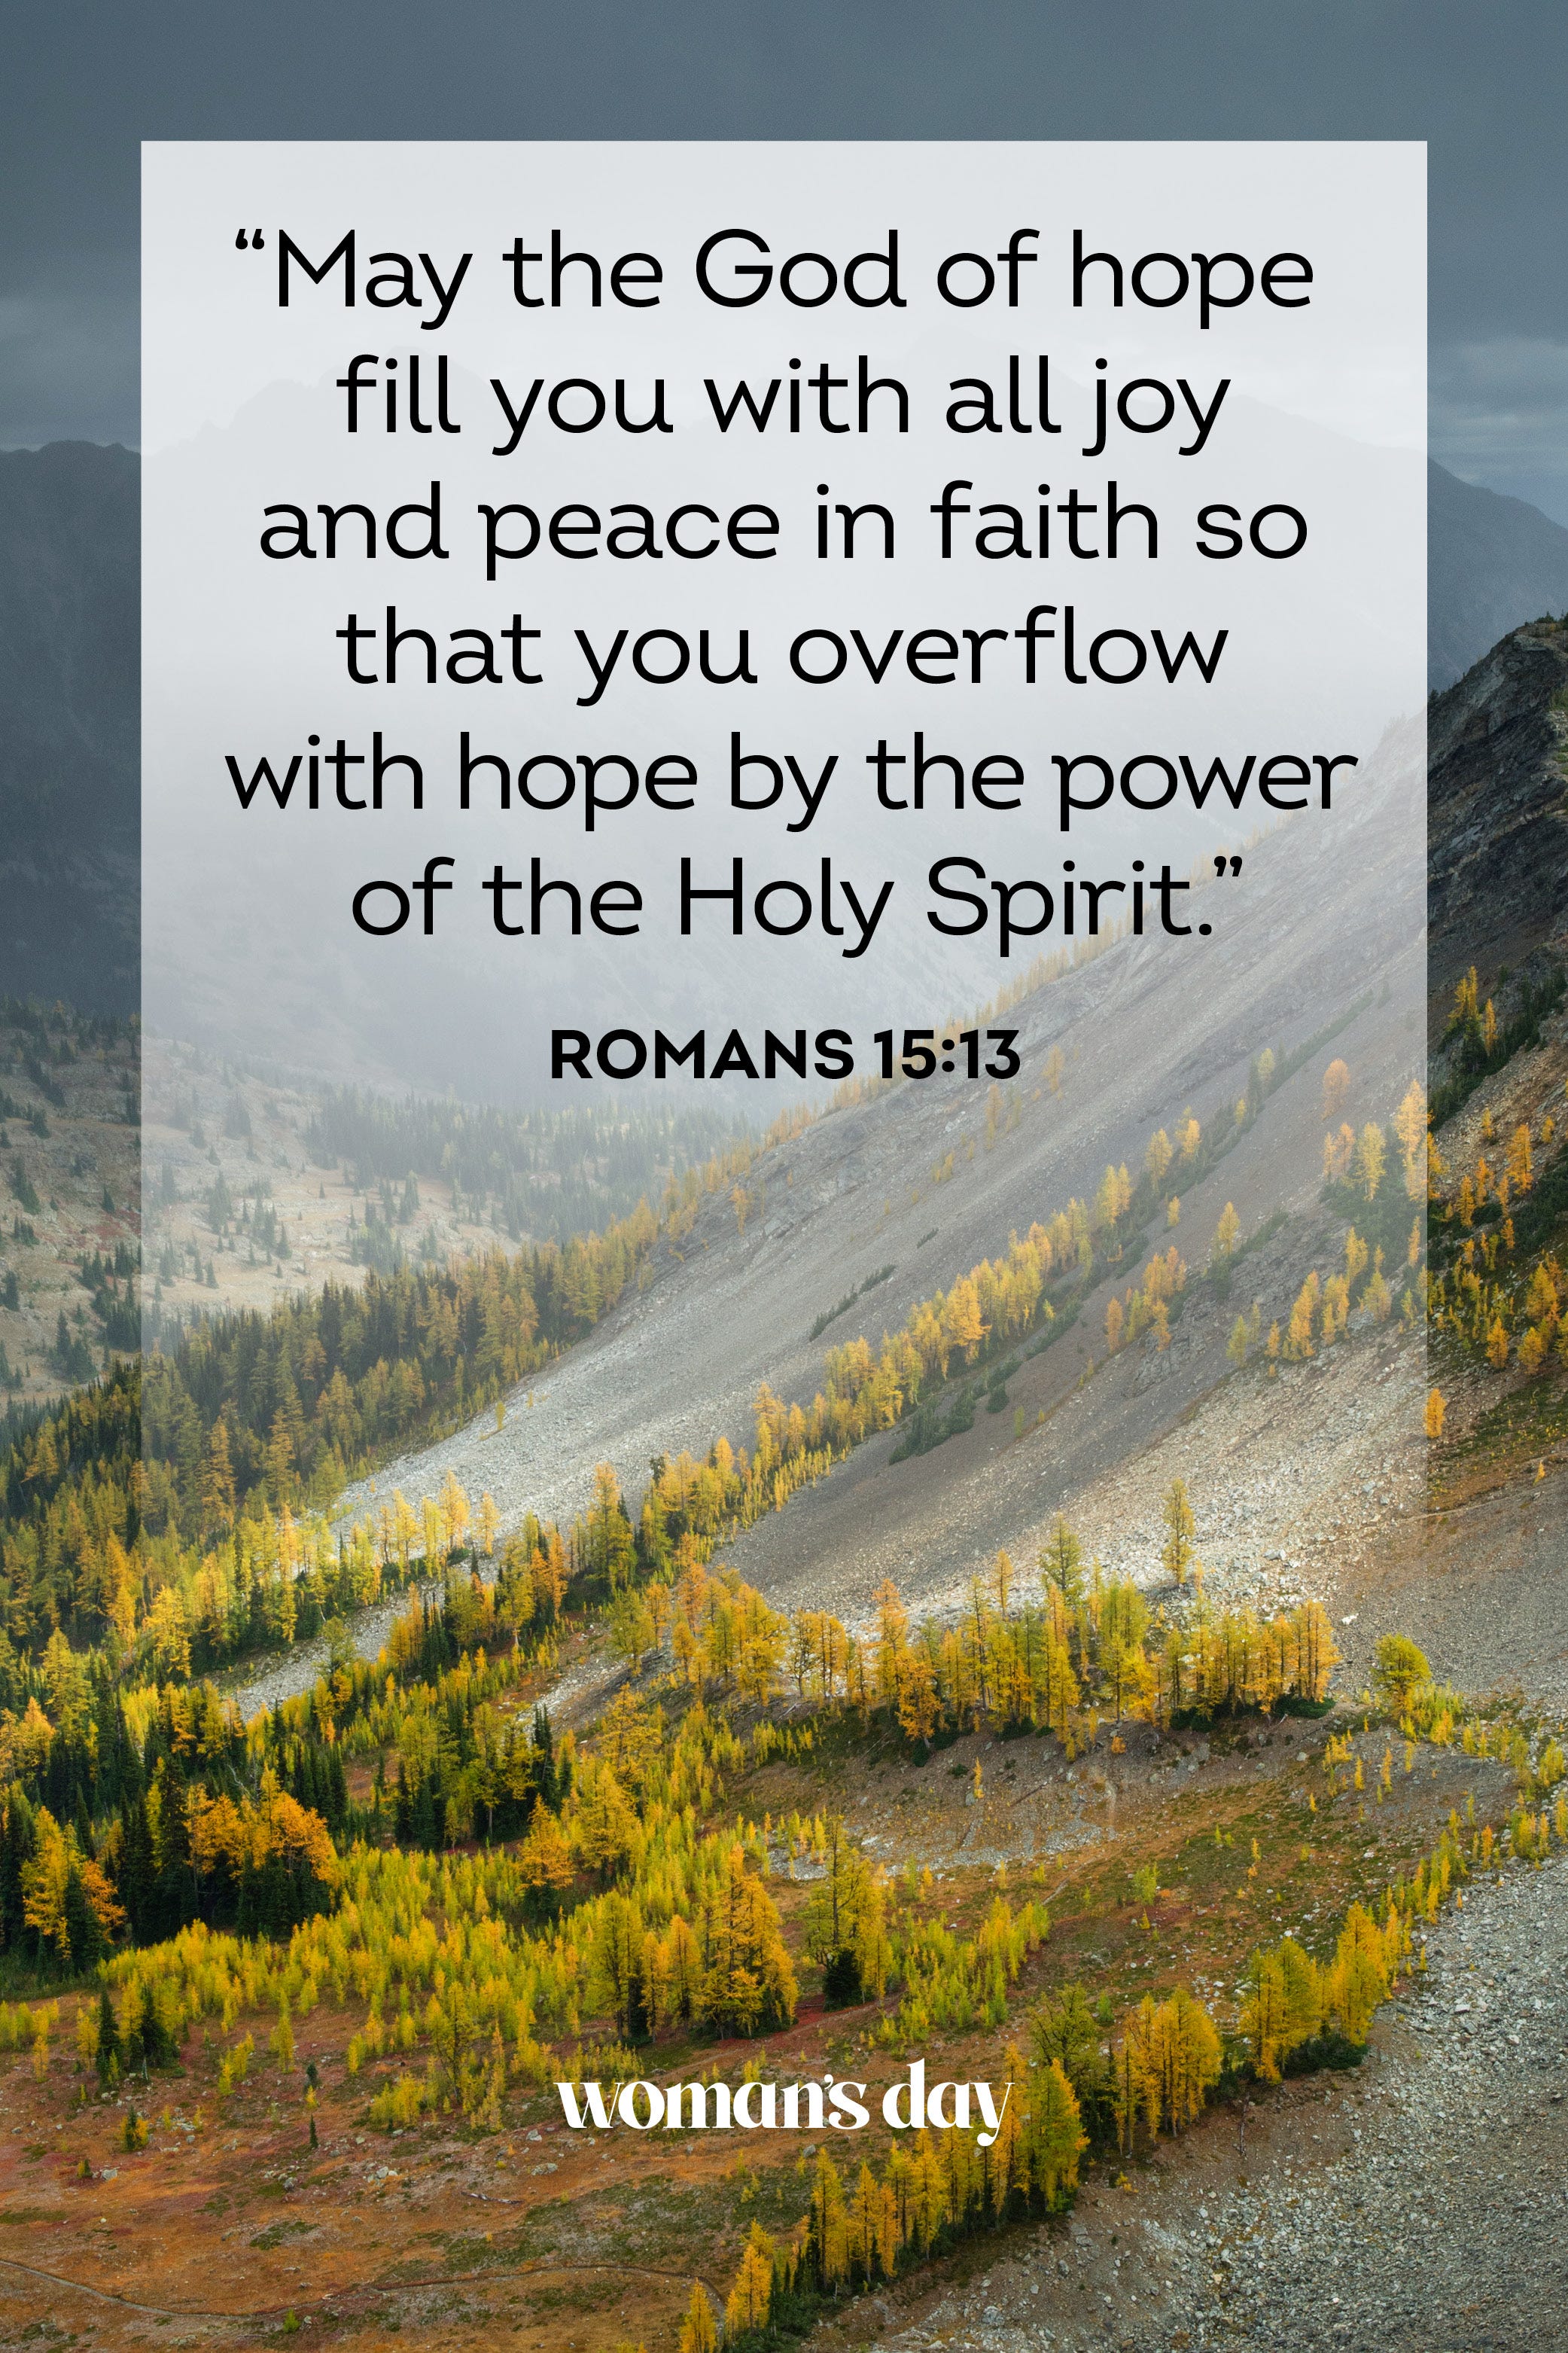 “May the God of hope
fill you with all joy
and peace in faith so
that you overflow
with hope by the power
of the Holy Spirit.”
ROMANS 15:13
woman's day